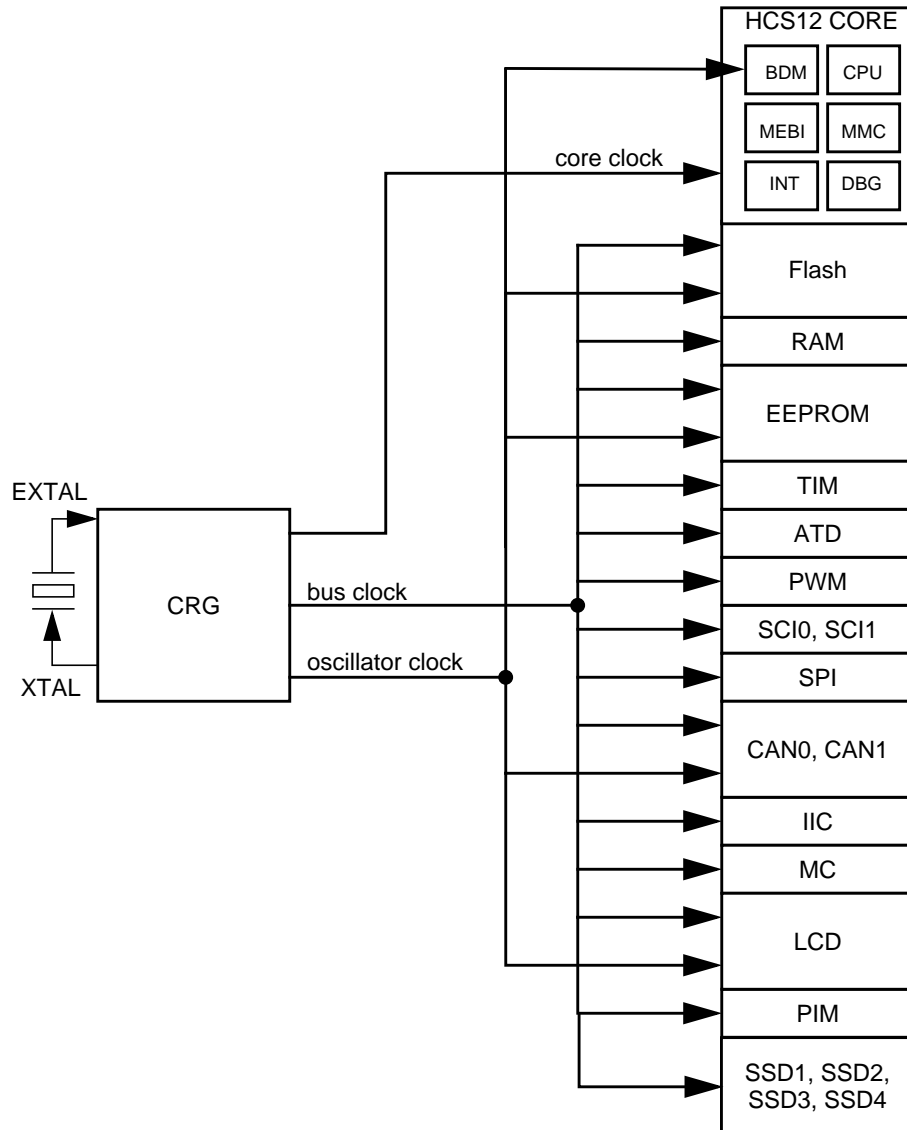 HCS12 CORE
BDM
CPU
MEBI
MMC
core clock
INT
DBG
Flash
RAM
EEPROM
TIM
EXTAL
ATD
PWM
CRG
bus clock
SCI0, SCI1
oscillator clock
SPI
XTAL
CAN0, CAN1
IIC
MC
LCD
PIM
SSD1, SSD2,
SSD3, SSD4